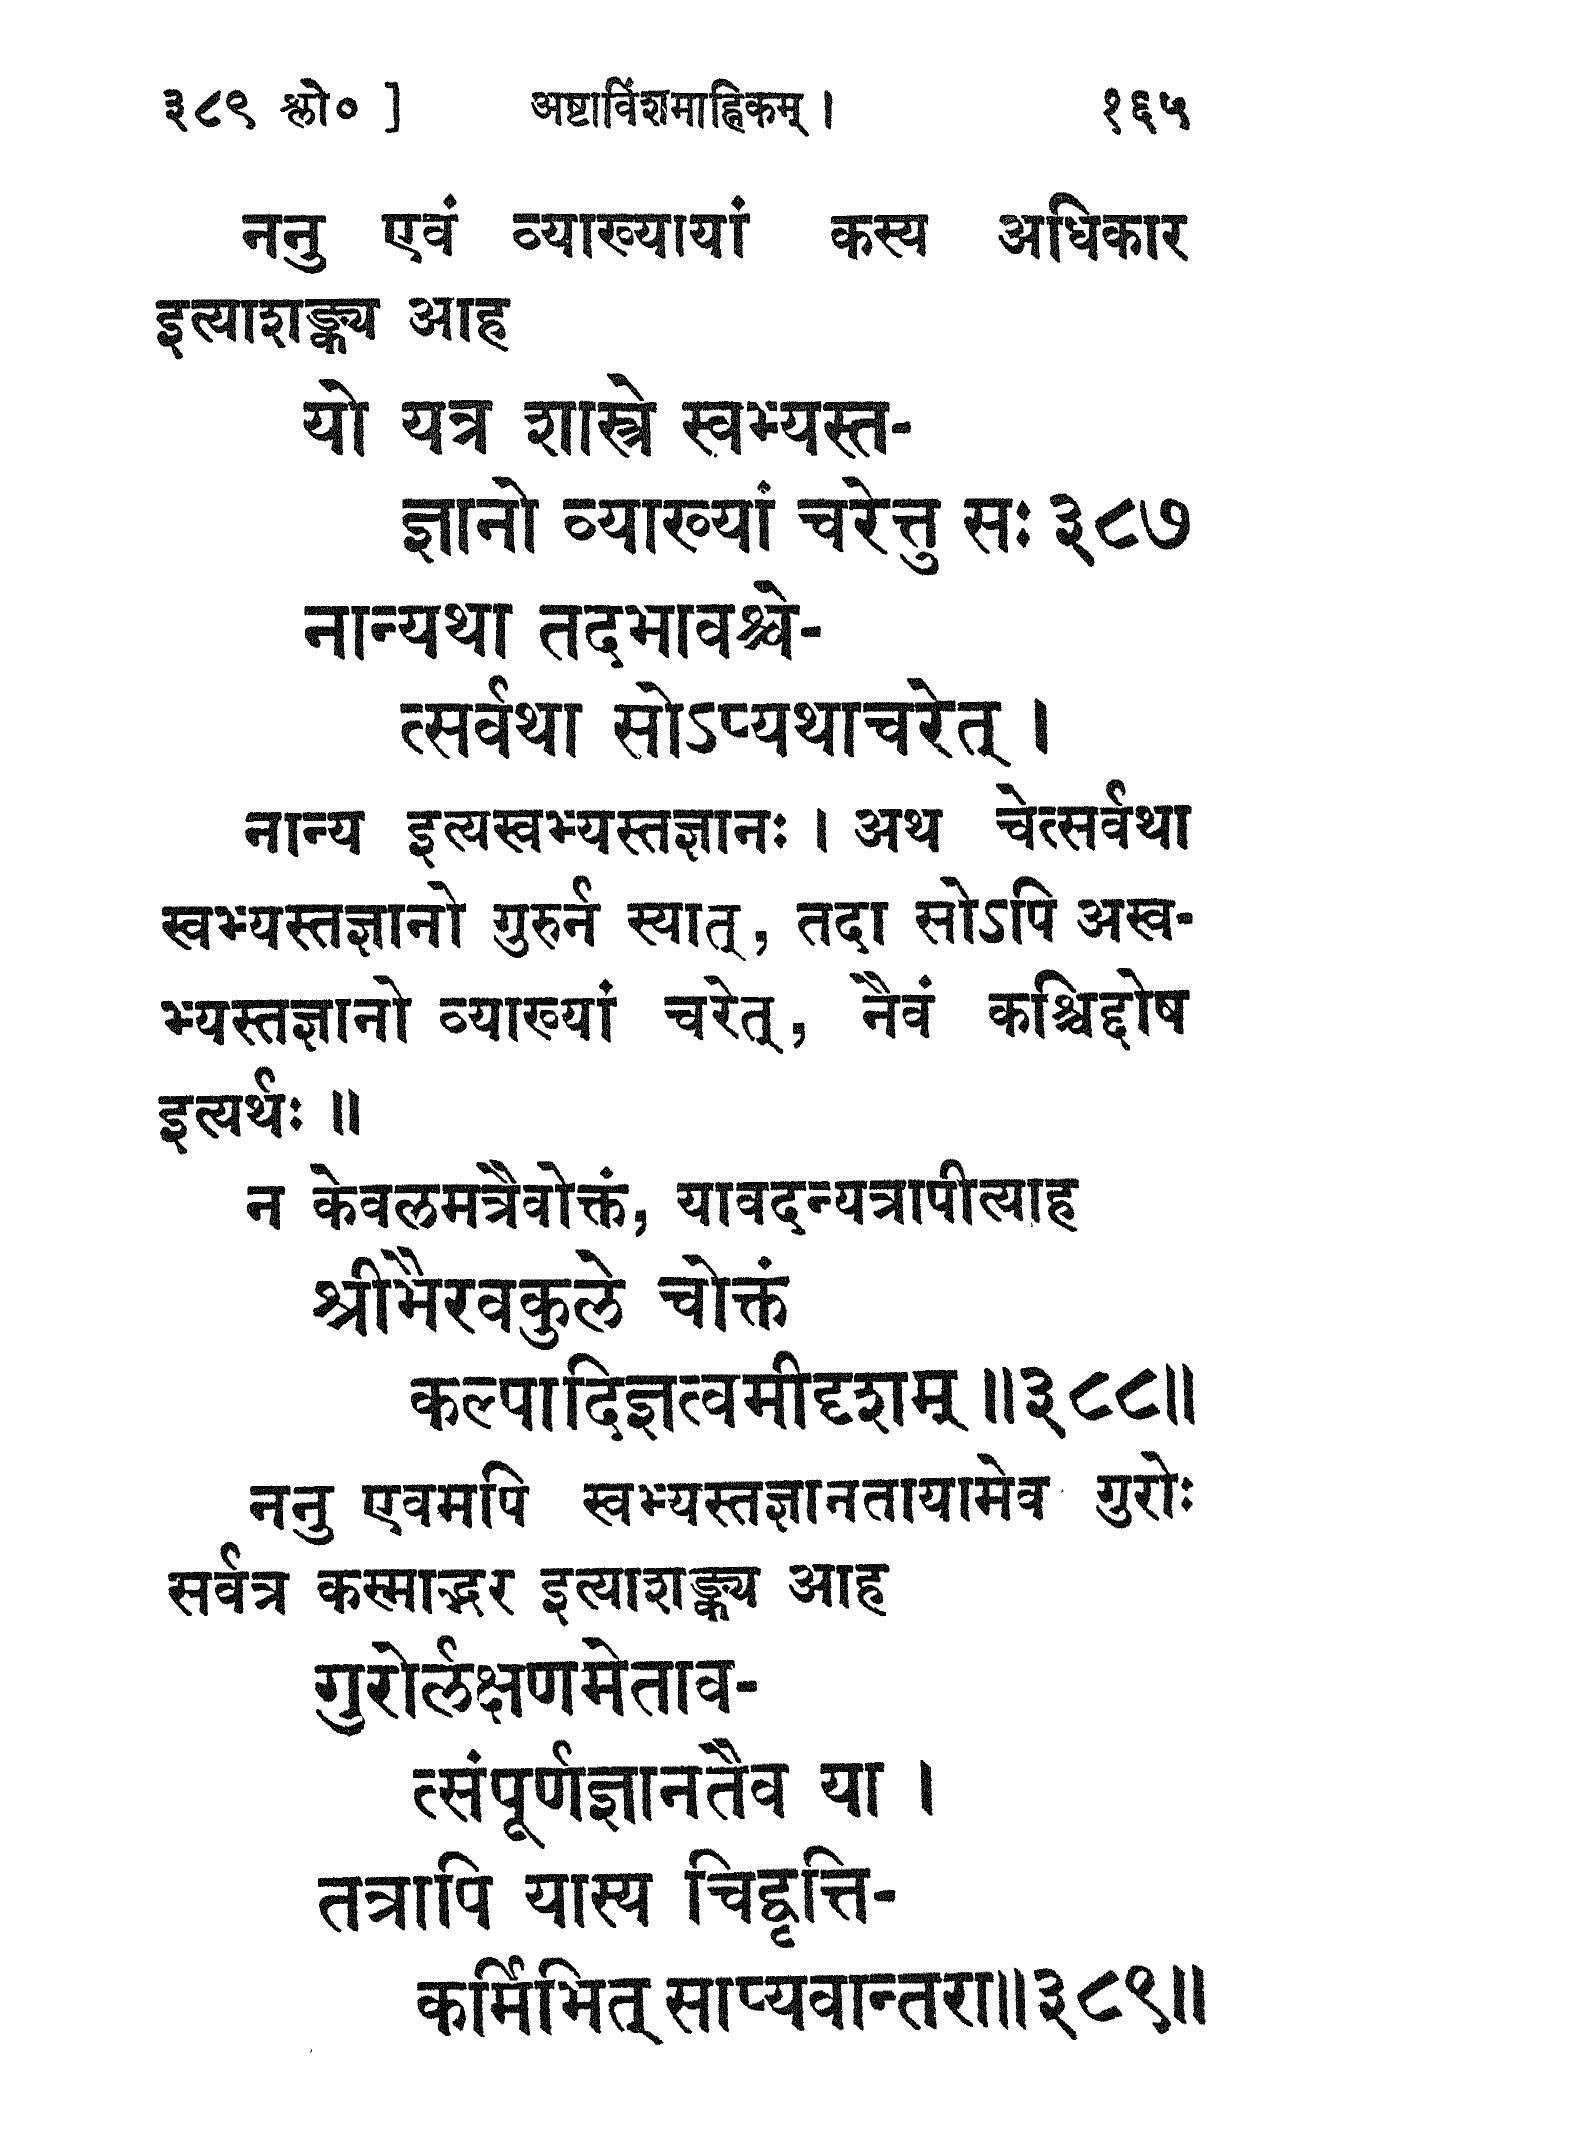 ३८९ श्लो० ] अष्टाविंशमाह्निकम् । १६५
ननु एवं व्याख्यायां कस्य अधिकार
इत्याशङ्क्य आह
यो यत्र शास्त्रे स्वभ्यस्त-
ज्ञानो व्याख्यां चरेत्तु सः ३८७
नान्यथा तदभावश्चे-
त्सर्वथा सोऽप्यथाचरेत् ।
नान्य इत्यस्वभ्यस्तज्ञानः । अथ चेत्सर्वथा
स्वभ्यस्तज्ञानो गुरुर्न स्यात्, तदा सोऽपि अस्व-
भ्यस्तज्ञानो व्याख्यां चरेत्, नैवं कश्चिद्दोष
इत्यर्थः ॥
न केवलमत्रैवोक्तं, यावदन्यत्रापीत्याह
श्रीभैरवकुले चोक्तं
कल्पादिज्ञत्वमीदृशम् ॥३८८॥
ननु एवमपि स्वभ्यस्तज्ञानतायामेव गुरोः
सर्वत्र कस्माद्भर इत्याशङ्क्य आह
गुरोर्लक्षणमेताव-
त्संपूर्णज्ञानतैव या ।
तत्रापि यास्य चिद्वृत्ति-
कर्मिभित् साप्यवान्तरा॥३८९॥